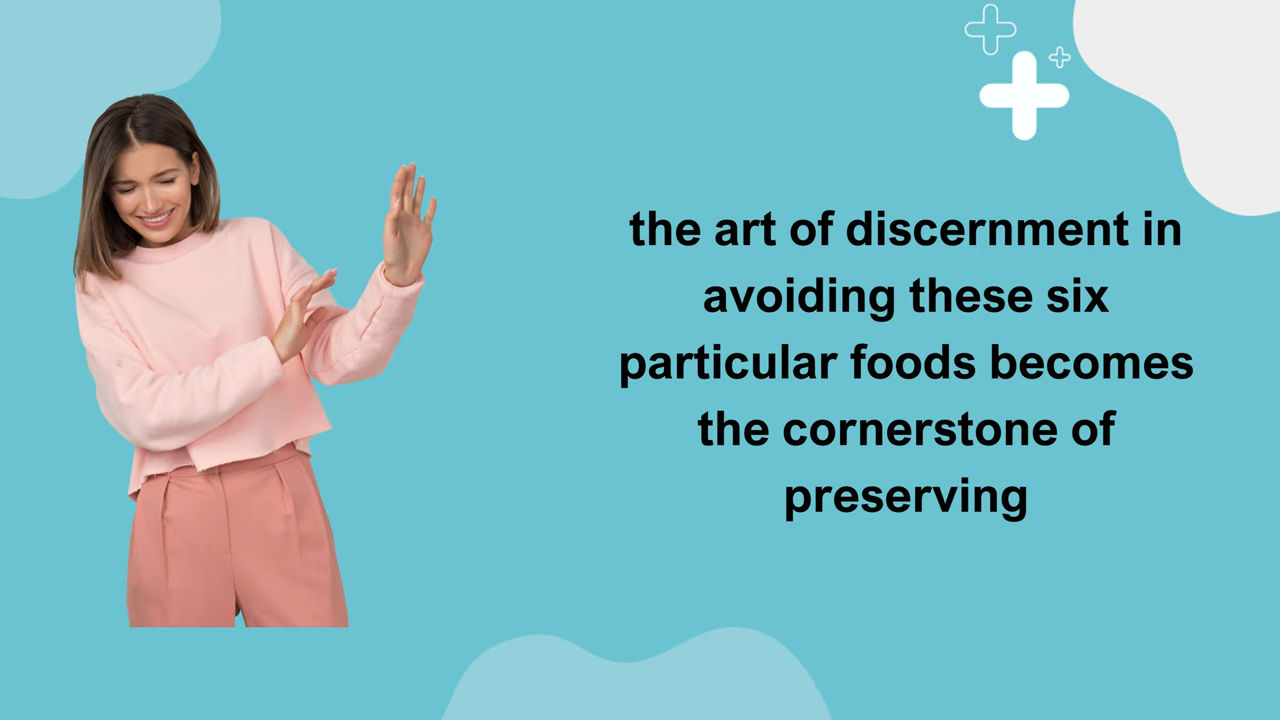 the art of discernment in
avoiding these six
particular foods becomes
the cornerstone of
preserving